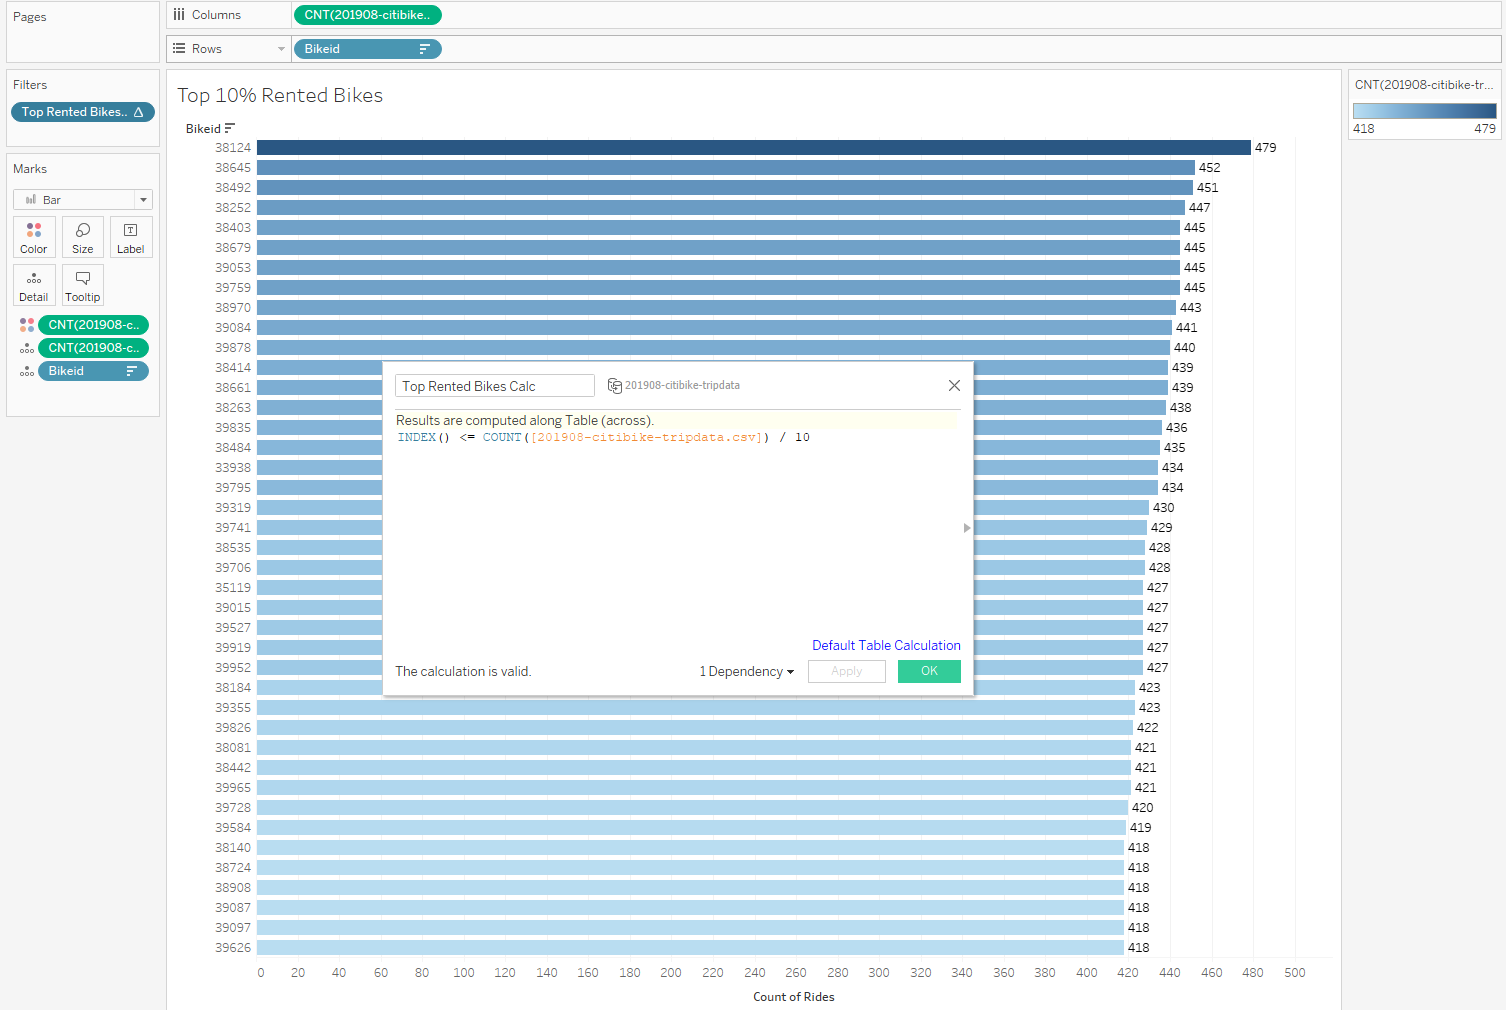 Pages
Columns
CNT(201908-citibike..
Rows
Bikeid
Filters
Top Rented Bikes..
Marks
Bar
Color
Size
Label
Detail
Tooltip
CNT(201908-c..
CNT(201908-c..
Bikeid
Top 10% Rented Bikes
Bikeid
38124 479
38645 452
38492 451
38252 447
38403 445
38679 445
39053 445
39759 445
38970 443
39084 441
39878 440
38414 439
38661 439
38263 438
39835 436
38484 435
33938 434
39795 434
39319 430
39741 429
38535 428
39706 428
35119 427
39015 427
39527 427
39919 427
39952 427
38184 423
39355 423
39826 422
38081 421
38442 421
39965 421
39728 420
39584 419
38140 418
38724 418
38908 418
39087 418
39097 418
39626 418
0 20 40 60 80 100 120 140 160 180 200 220 240 260 280 300 320 340 360 380 400 420 440 460 480 500
Count of Rides
Top Rented Bikes Calc
201908-citibike-tripdata
Results are computed along Table (across).
INDEX() <= COUNT([201908-citibike-tripdata.csv]) / 10
Default Table Calculation
The calculation is valid.
1 Dependency
Apply
OK
CNT(201908-citibike-tr...
418 479